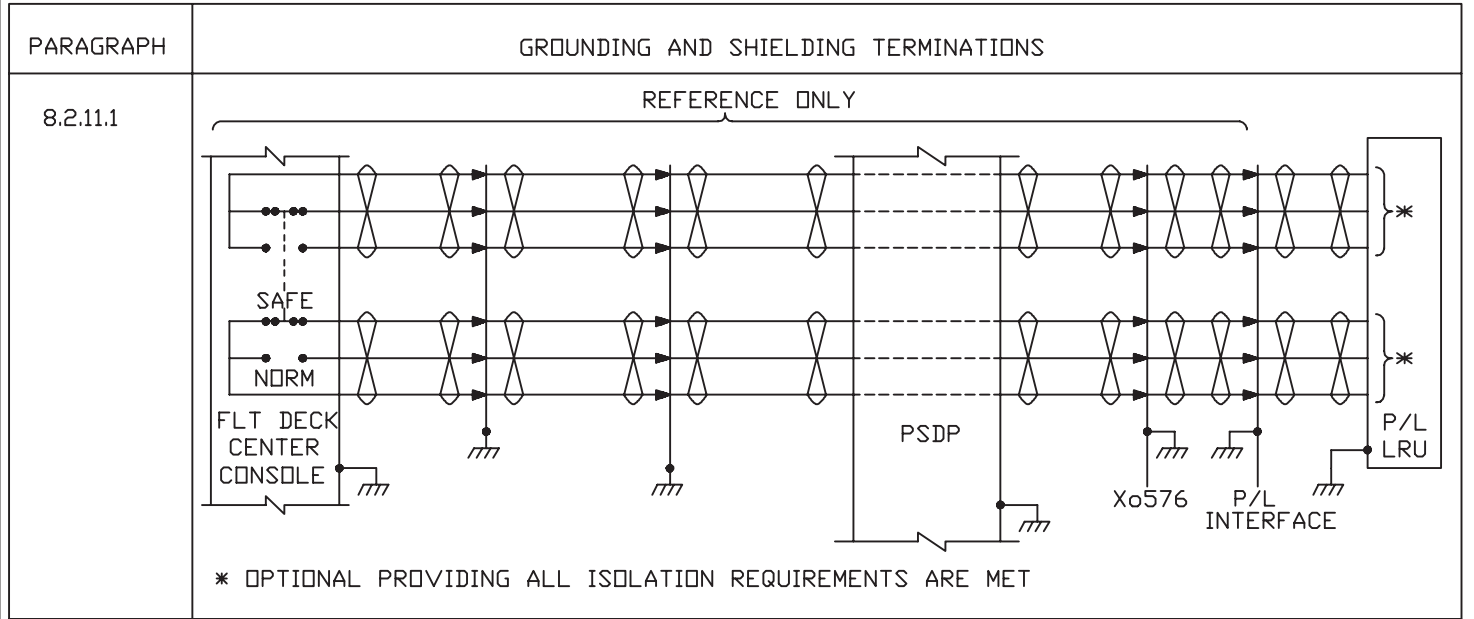 PARAGRAPH
GROUNDING AND SHIELDING TERMINATIONS
8.2.11.1
REFERENCE ONLY
SAFE
NORM
FLT DECK
CENTER
CONSOLE
PSDP
Xo576
P/L
INTERFACE
P/L
LRU
*
*
* OPTIONAL PROVIDING ALL ISOLATION REQUIREMENTS ARE MET